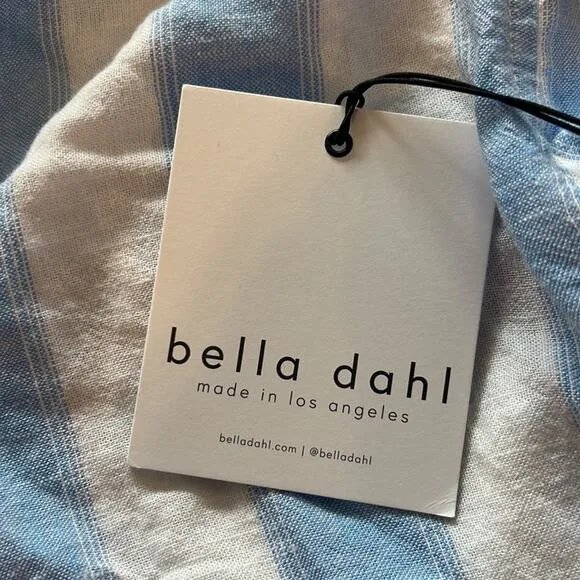 bella dahl
made in los angeles
belladahl.com | @belladahl